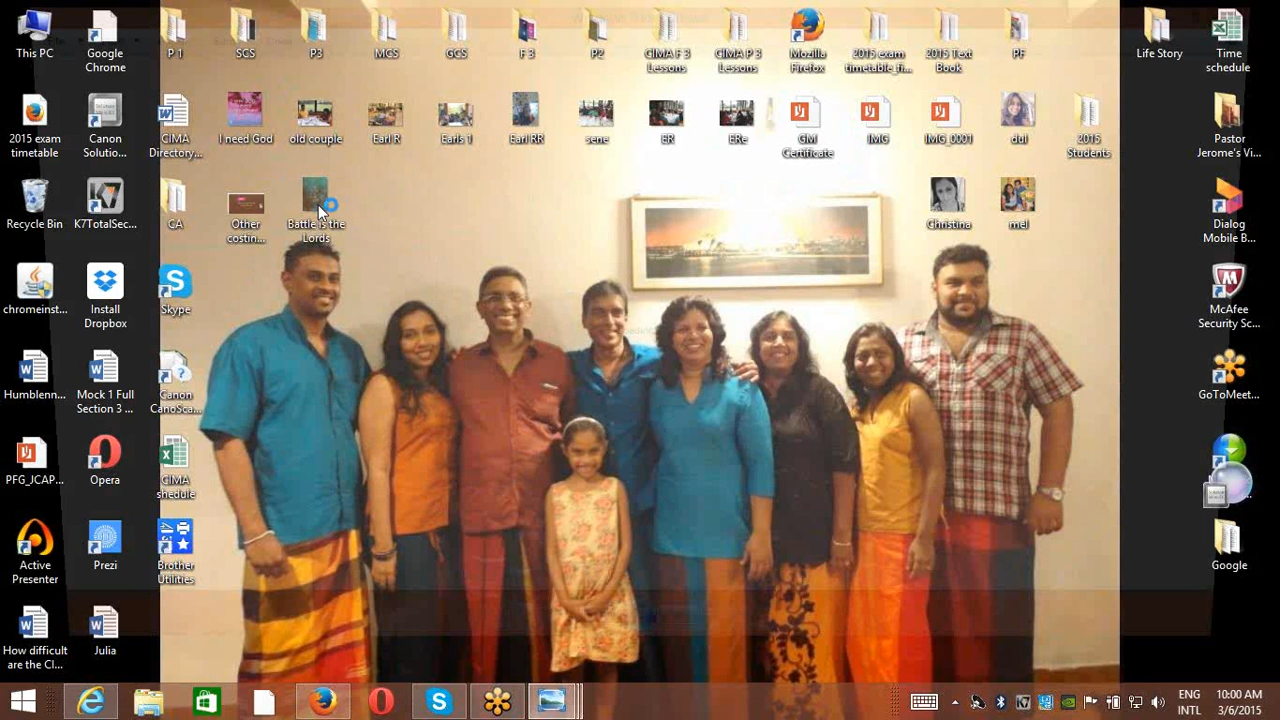 This PC
Google
Chrome
P 1
SCS
P3
MCS
GCS
F 3
P2
CIMA F 3
Lessons
CIMA P 3
Lessons
Mozilla
Firefox
2015 exam
timetable_fi...
2015 Text
Book
PF
Life Story
Time
schedule
2015 exam
timetable
Canon
Solutio...
CIMA
Directory...
I need God
old couple
Earl R
Earls 1
Earl RR
sene
ER
ERe
GM
Certificate
IMG
IMG_0001
dul
2015
Students
Pastor
Jerome's Vi...
Recycle Bin
K7TotalSec...
CA
Other
costin...
Battle is the
Lords
Christina
mel
Dialog
Mobile B...
chromeinst...
Install
Dropbox
Skype
McAfee
Security Sc...
Humblenn...
Mock 1 Full
Section 3 ...
Canon
CanoSca...
GoToMeet...
PFG_JCAP...
Opera
CIMA
shedule
Active
Presenter
Prezi
Brother
Utilities
Google
How difficult
are the CI...
Julia
ENG
INTL
10:00 AM
3/6/2015